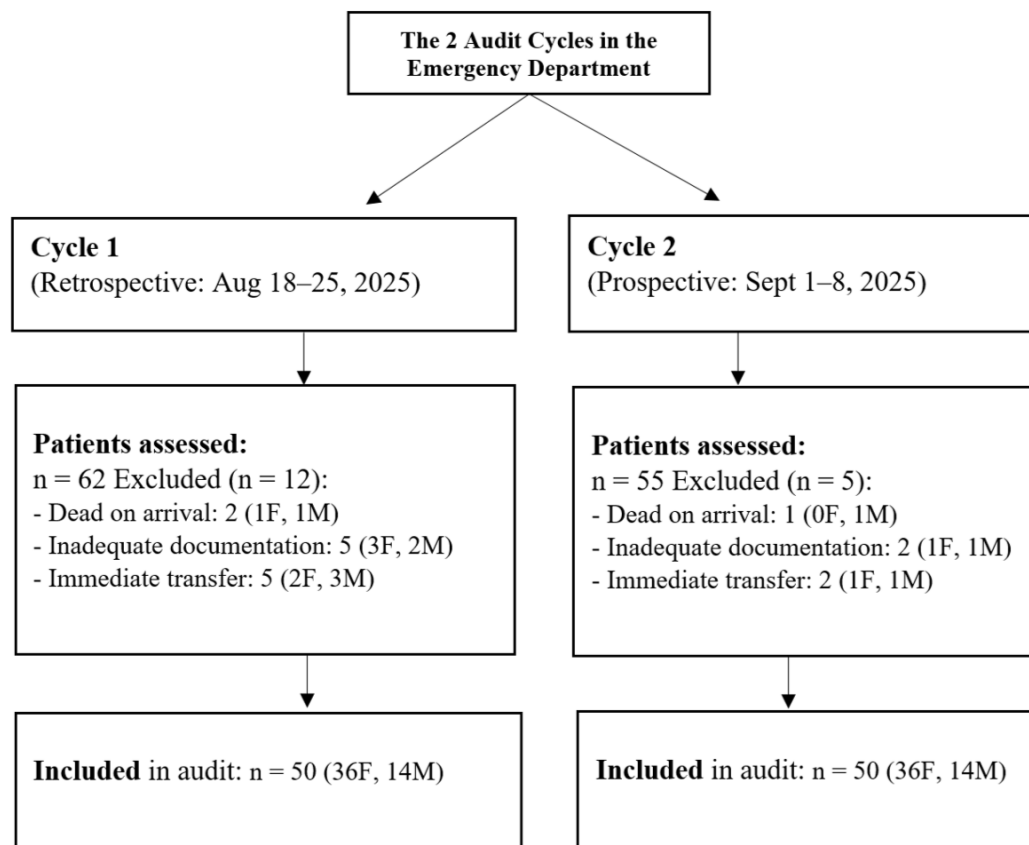 The 2 Audit Cycles in the
Emergency Department
Cycle 1
(Retrospective: Aug 18–25, 2025)
Patients assessed:
n = 62 Excluded (n = 12):
- Dead on arrival: 2 (1F, 1M)
- Inadequate documentation: 5 (3F, 2M)
- Immediate transfer: 5 (2F, 3M)
Included in audit: n = 50 (36F, 14M)
Cycle 2
(Prospective: Sept 1–8, 2025)
Patients assessed:
n = 55 Excluded (n = 5):
- Dead on arrival: 1 (0F, 1M)
- Inadequate documentation: 2 (1F, 1M)
- Immediate transfer: 2 (1F, 1M)
Included in audit: n = 50 (36F, 14M)